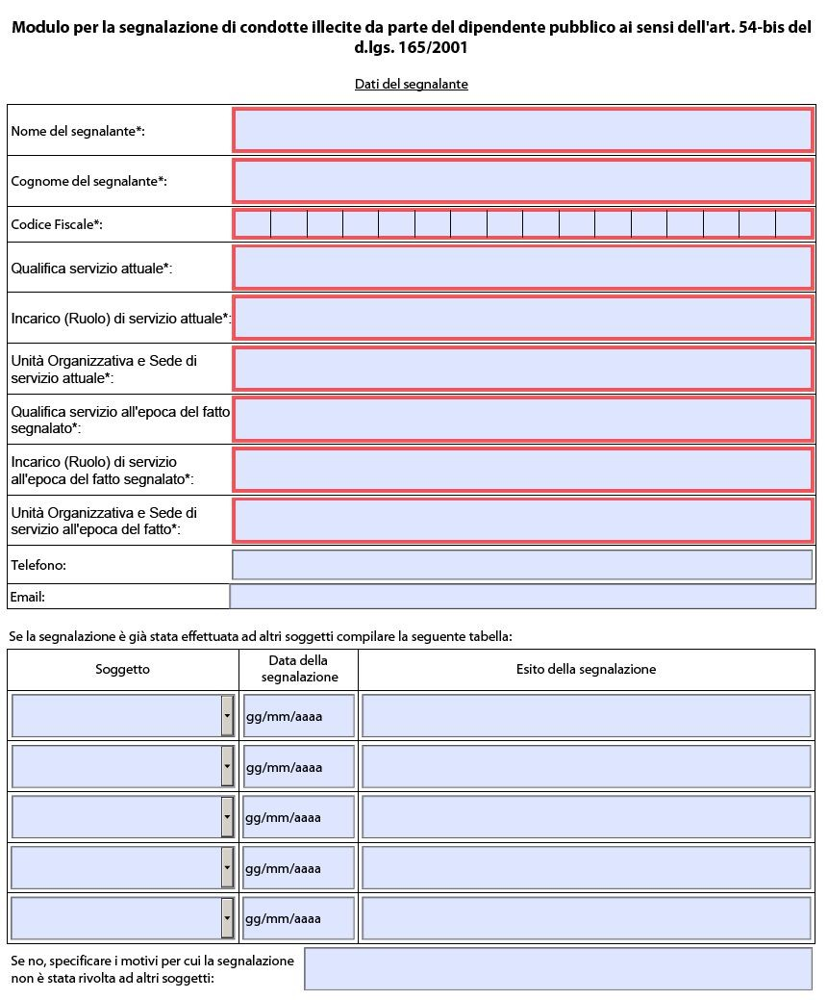 Modulo per la segnalazione di condotte illecite da parte del dipendente pubblico ai sensi dell'art. 54-bis del
d.lgs. 165/2001
Dati del segnalante
Nome del segnalante*:
Cognome del segnalante*:
Codice Fiscale*:
Qualifica servizio attuale*:
Incarico (Ruolo) di servizio attuale*:
Unità Organizzativa e Sede di
servizio attuale*:
Qualifica servizio all'epoca del fatto
segnalato*:
Incarico (Ruolo) di servizio
all'epoca del fatto segnalato*:
Unità Organizzativa e Sede di
servizio all'epoca del fatto*:
Telefono:
Email:
Se la segnalazione è già stata effettuata ad altri soggetti compilare la seguente tabella:
Soggetto
Data della
segnalazione
Esito della segnalazione
gg/mm/aaaa
gg/mm/aaaa
gg/mm/aaaa
gg/mm/aaaa
gg/mm/aaaa
Se no, specificare i motivi per cui la segnalazione
non è stata rivolta ad altri soggetti: